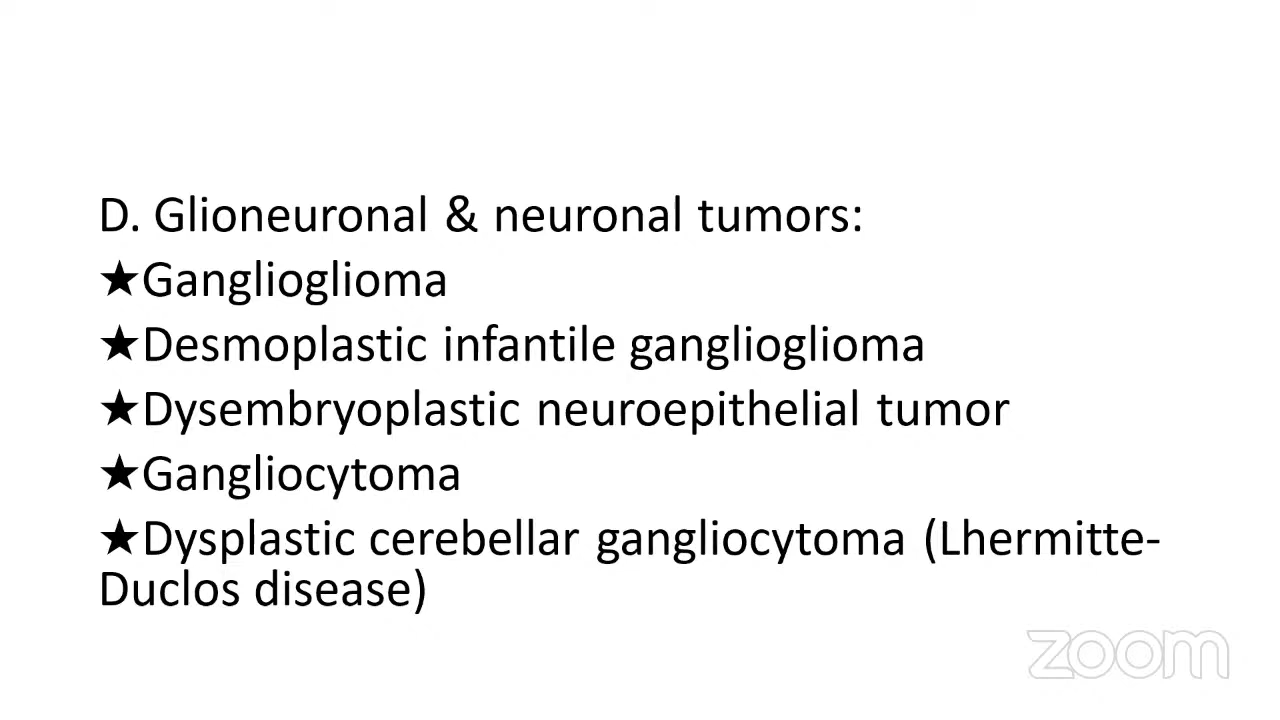 D. Glioneuronal & neuronal tumors:
★Ganglioglioma
★Desmoplastic infantile ganglioglioma
★Dysembryoplastic neuroepithelial tumor
★Gangliocytoma
★Dysplastic cerebellar gangliocytoma (Lhermitte-
Duclos disease)
zoom